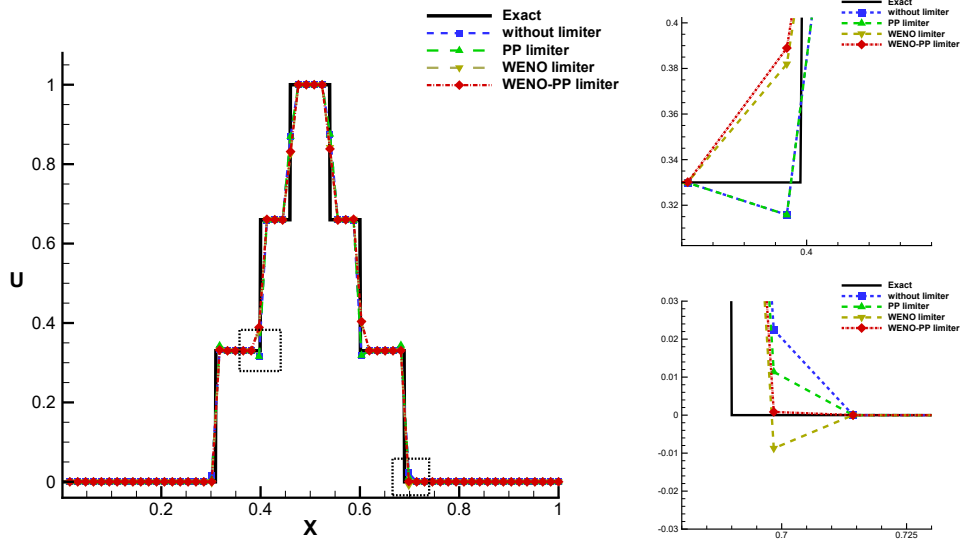 Exact
without limiter
PP limiter
WENO limiter
WENO-PP limiter
U
1
0.8
0.6
0.4
0.2
0
0.2
0.4
0.6
0.8
1
X
Exact
without limiter
PP limiter
WENO limiter
WENO-PP limiter
0.4
0.38
0.36
0.34
0.32
0.4
Exact
without limiter
PP limiter
WENO limiter
WENO-PP limiter
0.03
0.02
0.01
0
-0.01
-0.02
-0.03
0.7
0.725